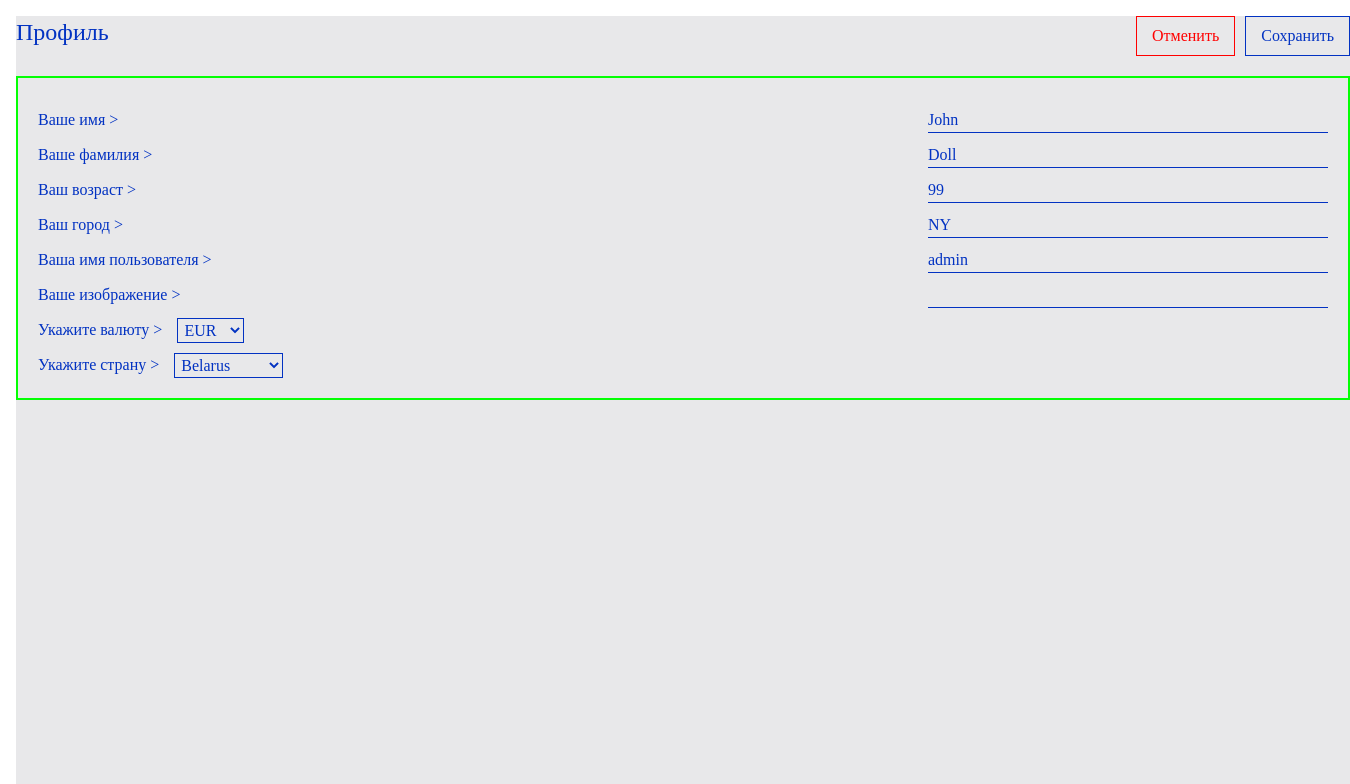 Профиль Отменить Сохранить
Ваше имя > John
Ваше фамилия > Doll
Ваш возраст > 99
Ваш город > NY
Ваша имя пользователя > admin
Ваше изображение >
Укажите валюту > EUR
Укажите страну > Belarus